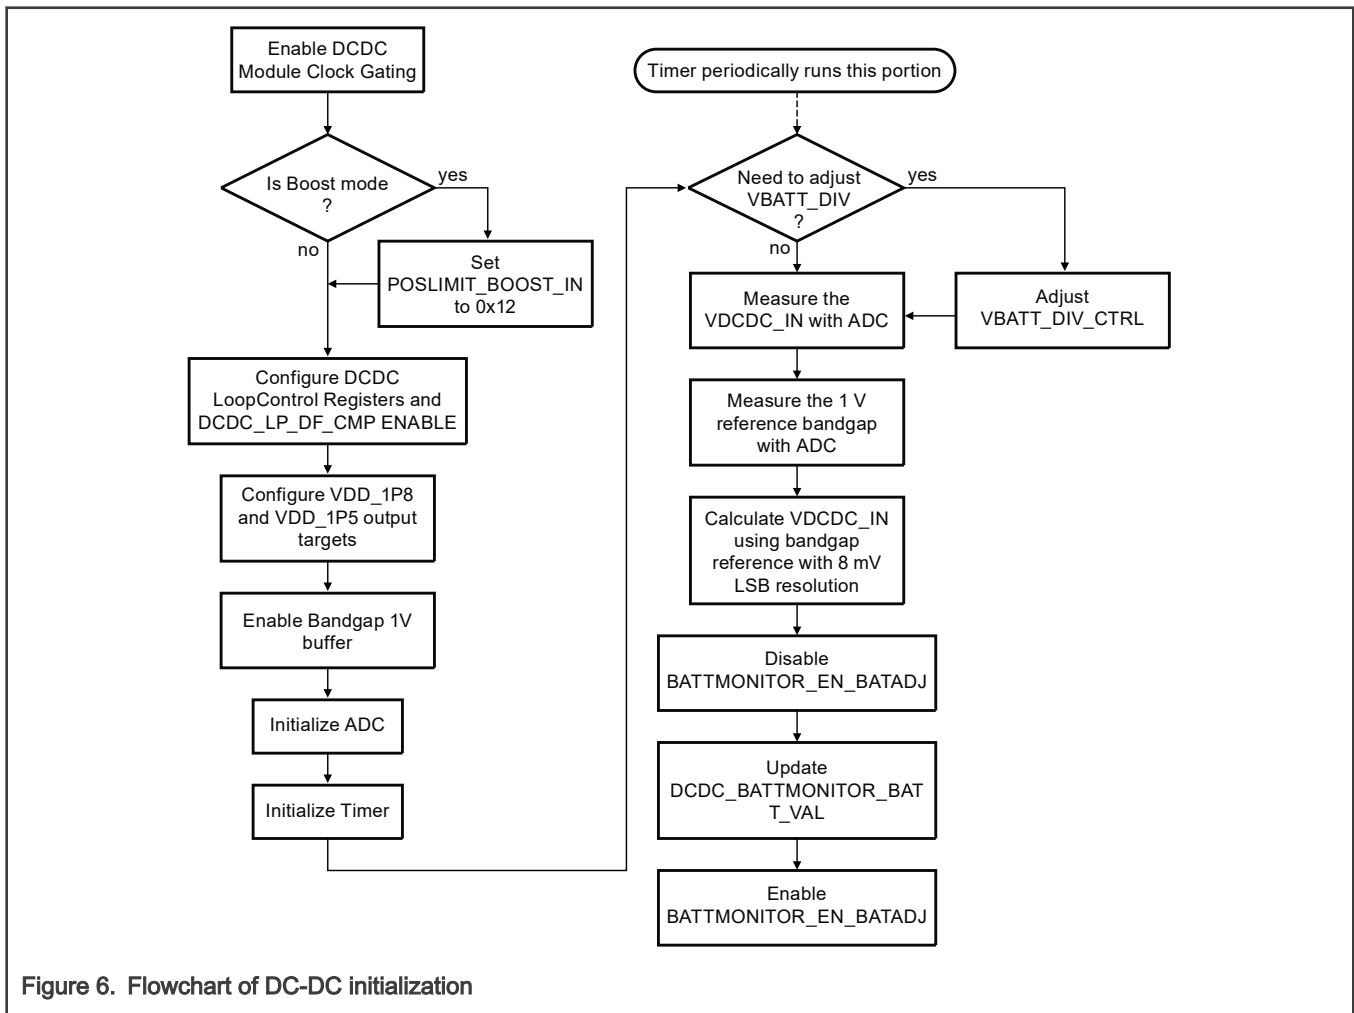 Enable DCDC
Module Clock Gating
Is Boost mode
?
yes
no
Set
POSLIMIT_BOOST_IN
to 0x12
Configure DCDC
LoopControl Registers and
DCDC_LP_DF_CMP ENABLE
Configure VDD_1P8
and VDD_1P5 output
targets
Enable Bandgap 1V
buffer
Initialize ADC
Initialize Timer
Timer periodically runs this portion
Need to adjust
VBATT_DIV
?
yes
no
Adjust
VBATT_DIV_CTRL
Measure the
VDCDC_IN with ADC
Measure the 1 V
reference bandgap
with ADC
Calculate VDCDC_IN
using bandgap
reference with 8 mV
LSB resolution
Disable
BATTMONITOR_EN_BATADJ
Update
DCDC_BATTMONITOR_BAT
T_VAL
Enable
BATTMONITOR_EN_BATADJ
Figure 6. Flowchart of DC-DC initialization